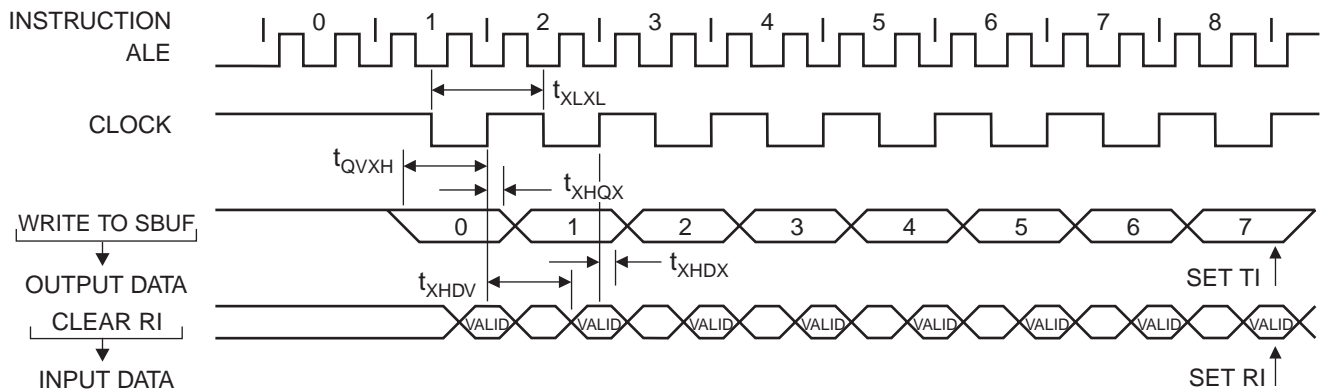 INSTRUCTION 0 1 2 3 4 5 6 7 8
ALE
tXLXL
CLOCK
tQVXH
tXHQX
WRITE TO SBUF 0 1 2 3 4 5 6 7
tXHDX
OUTPUT DATA tXHDV SET TI
CLEAR RI VALID VALID VALID VALID VALID VALID VALID VALID
INPUT DATA SET RI